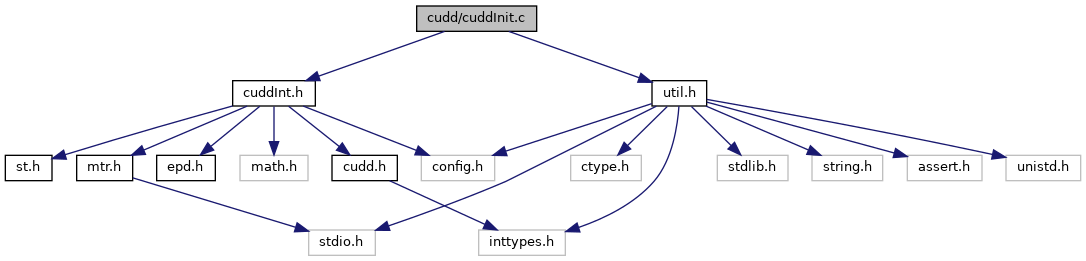 cudd/cuddInit.c
cuddInt.h
util.h
st.h
mtr.h
epd.h
math.h
cudd.h
config.h
ctype.h
stdlib.h
string.h
assert.h
unistd.h
stdio.h
inttypes.h